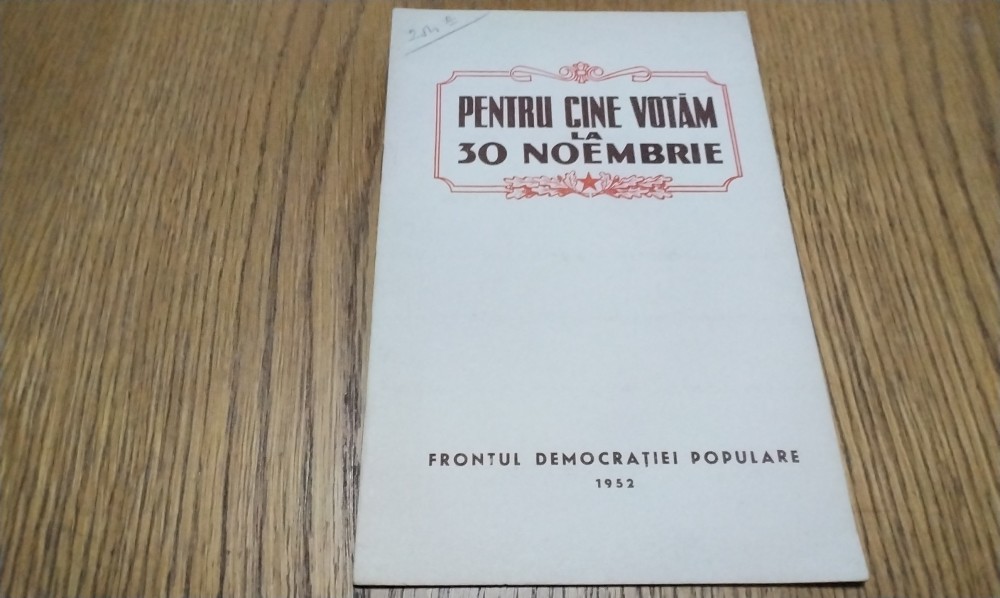 PENTRU CINE VOTĂM
LA
30 NOEMBRIE
FRONTUL DEMOCRAȚIEI POPULARE
1952